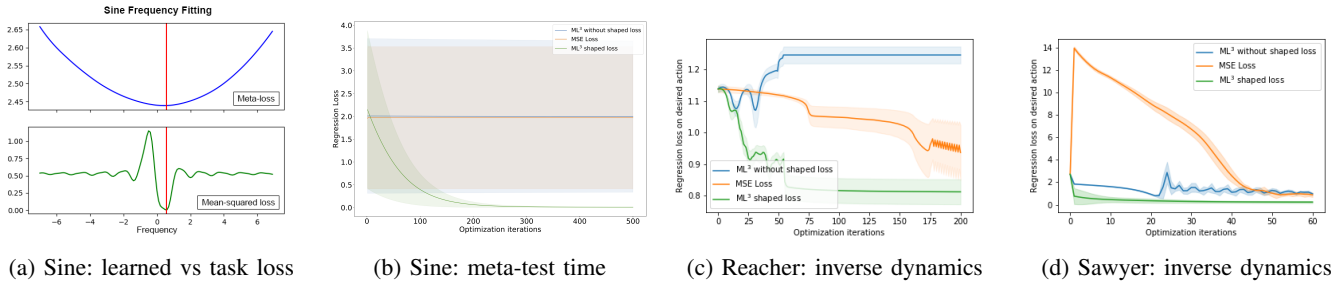 Sine Frequency Fitting
2.65
2.60
2.55
2.50
2.45
Meta-loss
1.00
0.75
0.50
0.25
0.00
Mean-squared loss
−6 −4 −2 0 2 4 6
Frequency
(a) Sine: learned vs task loss
4.0
3.5
3.0
2.5
2.0
1.5
1.0
0.5
0.0
Regression Loss
ML³ without shaped loss
MSE Loss
ML³ shaped loss
0 100 200 300 400 500
Optimization iterations
(b) Sine: meta-test time
1.2
1.1
1.0
0.9
0.8
Regression loss on desired action
ML³ without shaped loss
MSE Loss
ML³ shaped loss
0 25 50 75 100 125 150 175 200
Optimization iterations
(c) Reacher: inverse dynamics
14
12
10
8
6
4
2
0
Regression loss on desired action
ML³ without shaped loss
MSE Loss
ML³ shaped loss
0 10 20 30 40 50 60
Optimization iterations
(d) Sawyer: inverse dynamics